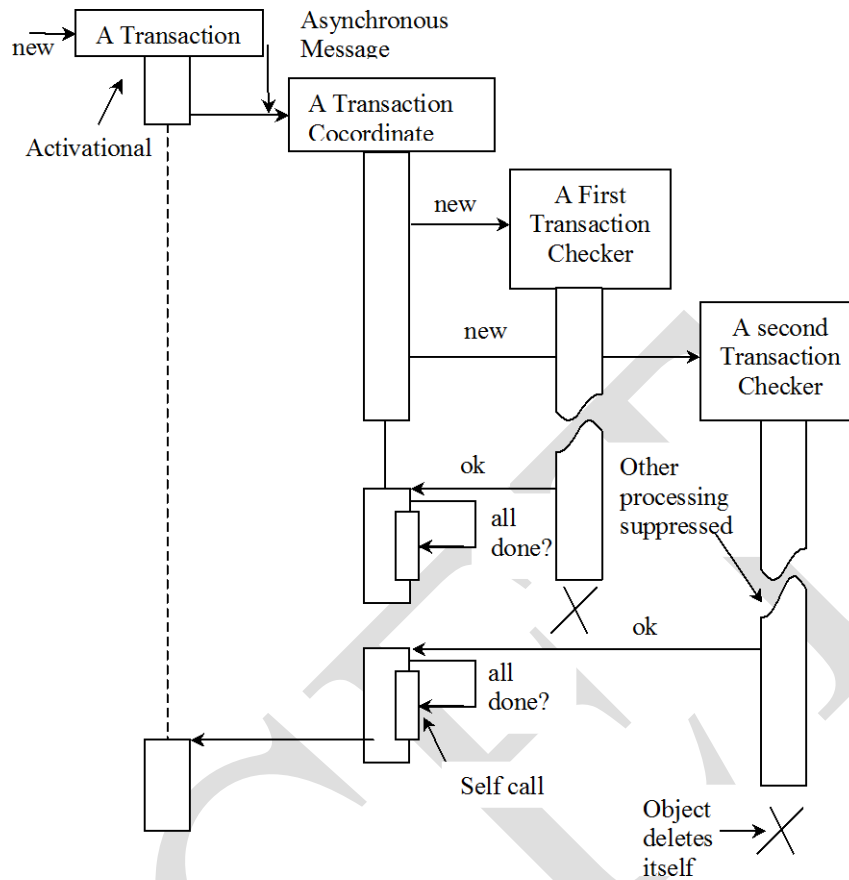 new
A Transaction
Asynchronous
Message
Activational
A Transaction
Cocordinate
new
A First
Transaction
Checker
new
A second
Transaction
Checker
ok
all
done?
Other
processing
suppressed
ok
all
done?
Self call
Object
deletes
itself